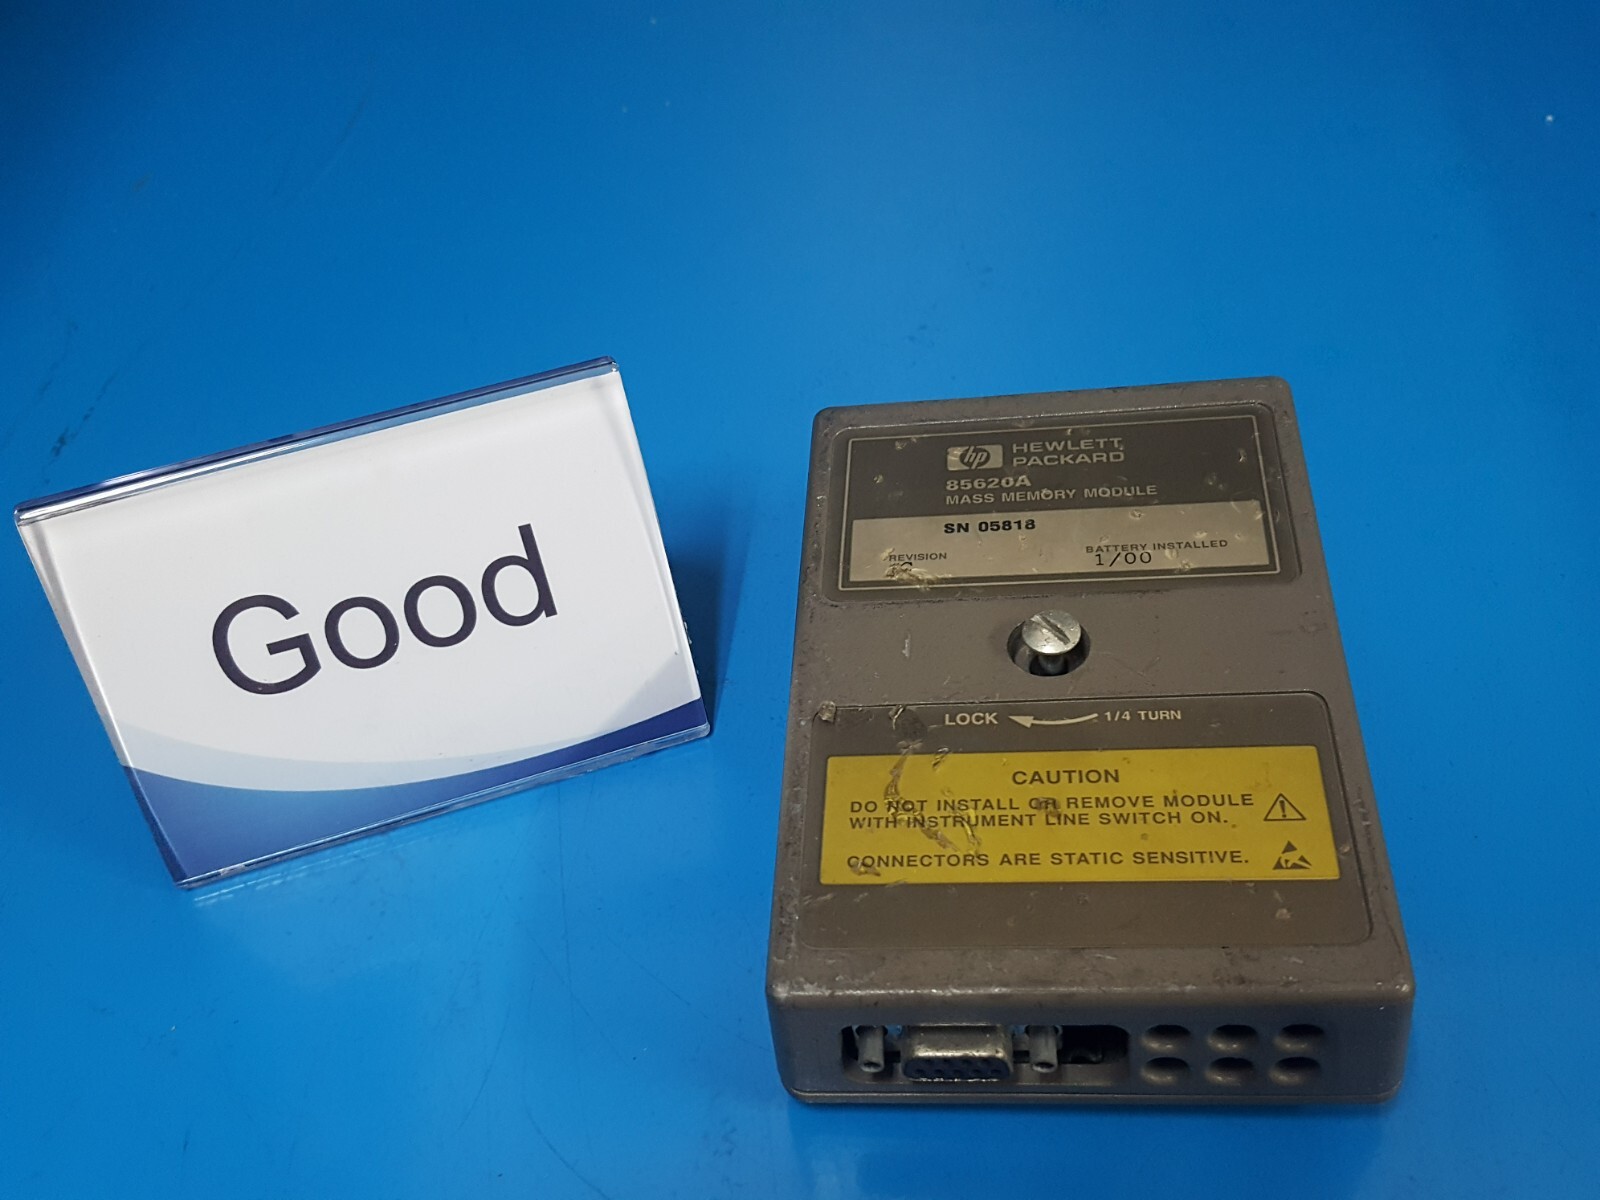 Good
hp HEWLETT
PACKARD
85620A
MASS MEMORY MODULE
SN 05818
REVISION
BATTERY INSTALLED
1/00
LOCK 1/4 TURN
CAUTION
DO NOT INSTALL OR REMOVE MODULE
WITH INSTRUMENT LINE SWITCH ON.
CONNECTORS ARE STATIC SENSITIVE.